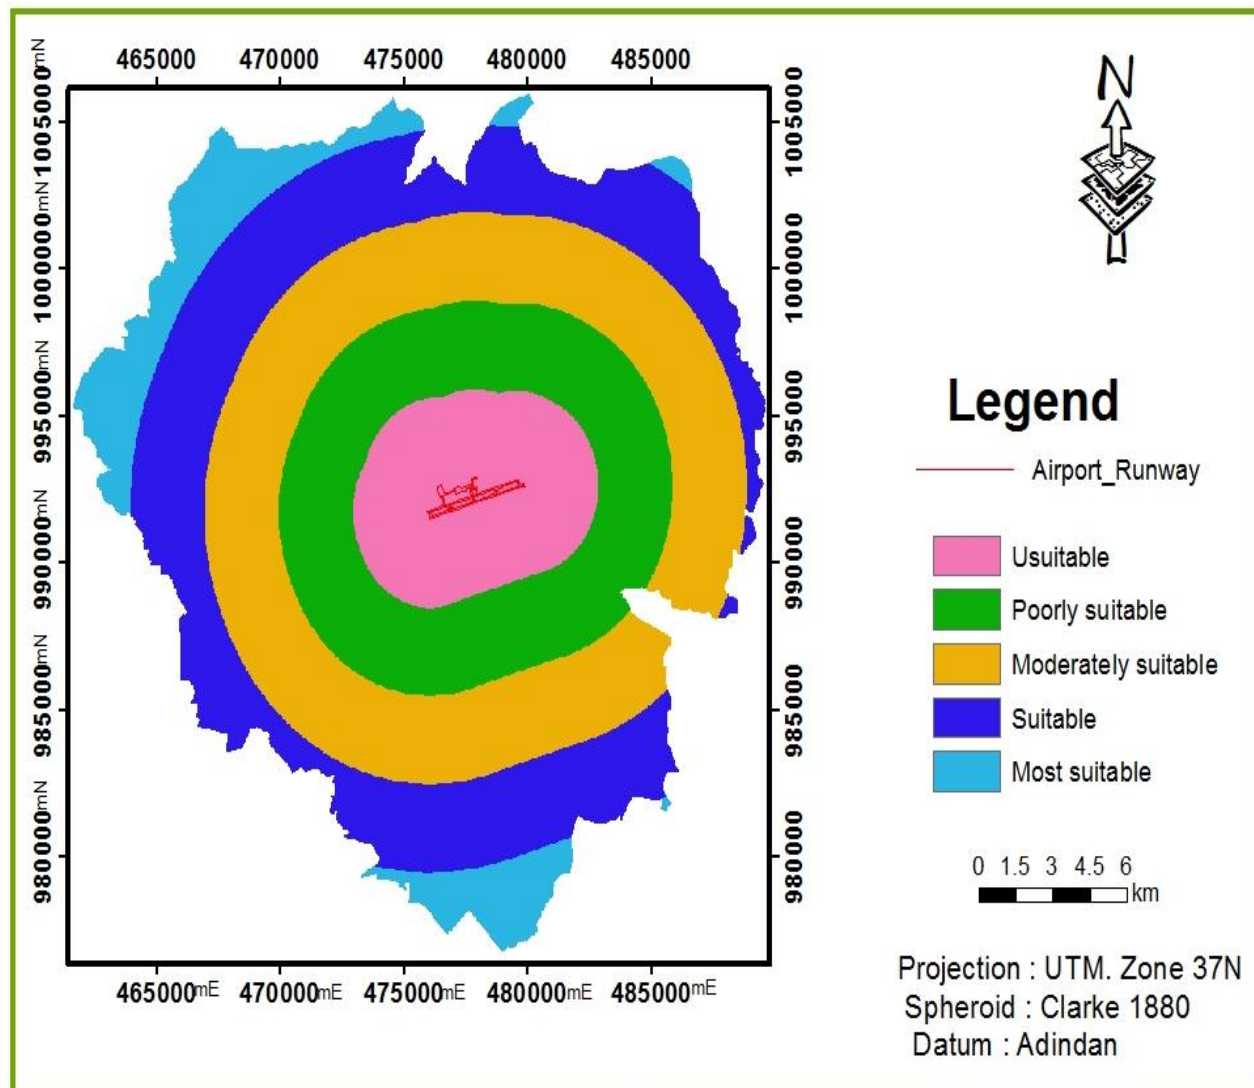 465000 470000 475000 480000 485000
1005000mN
1000000mN
995000mN
990000mN
985000mN
980000mN
1005000
1000000
995000
990000
985000
980000
465000mE 470000mE 475000mE 480000mE 485000mE
N
Legend
Airport_Runway
Usuitable
Poorly suitable
Moderately suitable
Suitable
Most suitable
0 1.5 3 4.5 6
km
Projection : UTM. Zone 37N
Spheroid : Clarke 1880
Datum : Adindan